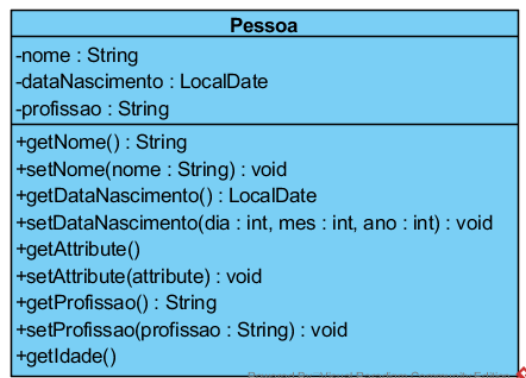 Pessoa
-nome : String
-dataNascimento : LocalDate
-profissao : String
+getNome() : String
+setNome(nome : String) : void
+getDataNascimento() : LocalDate
+setDataNascimento(dia : int, mes : int, ano : int) : void
+getAttribute()
+setAttribute(attribute) : void
+getProfissao() : String
+setProfissao(profissao : String) : void
+getIdade()